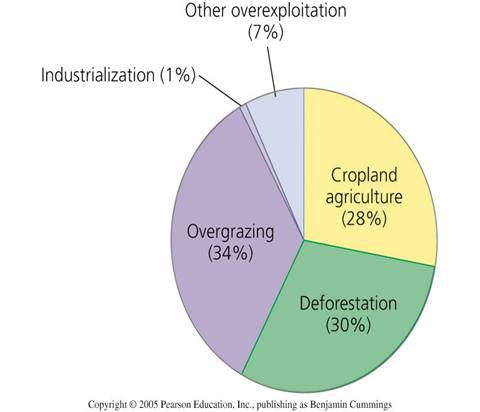 Other overexploitation
(7%)
Industrialization (1%)
Cropland
agriculture
(28%)
Overgrazing
(34%)
Deforestation
(30%)
Copyright © 2005 Pearson Education, Inc., publishing as Benjamin Cummings